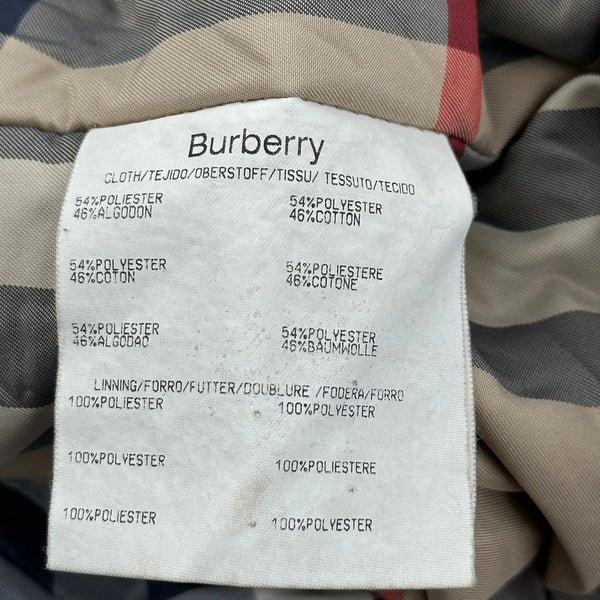 Burberry
CLOTH/TEJIDO/OBERSTOFF/TISSU/ TESSUTO/TECIDO
54%POLIESTER 54%POLYESTER
46%ALGODON 46%COTTON
54%POLYESTER 54%POLIESTERE
46%COTON 46%COTONE
54%POLIESTER 54%POLYESTER
46%ALGODAO 46%BAUMWOLLE
LINNING/FORRO/FUTTER/DOUBLURE /FODERA/FORRO
100%POLIESTER 100%POLYESTER
100%POLYESTER 100%POLIESTERE
100%POLIESTER 100%POLYESTER